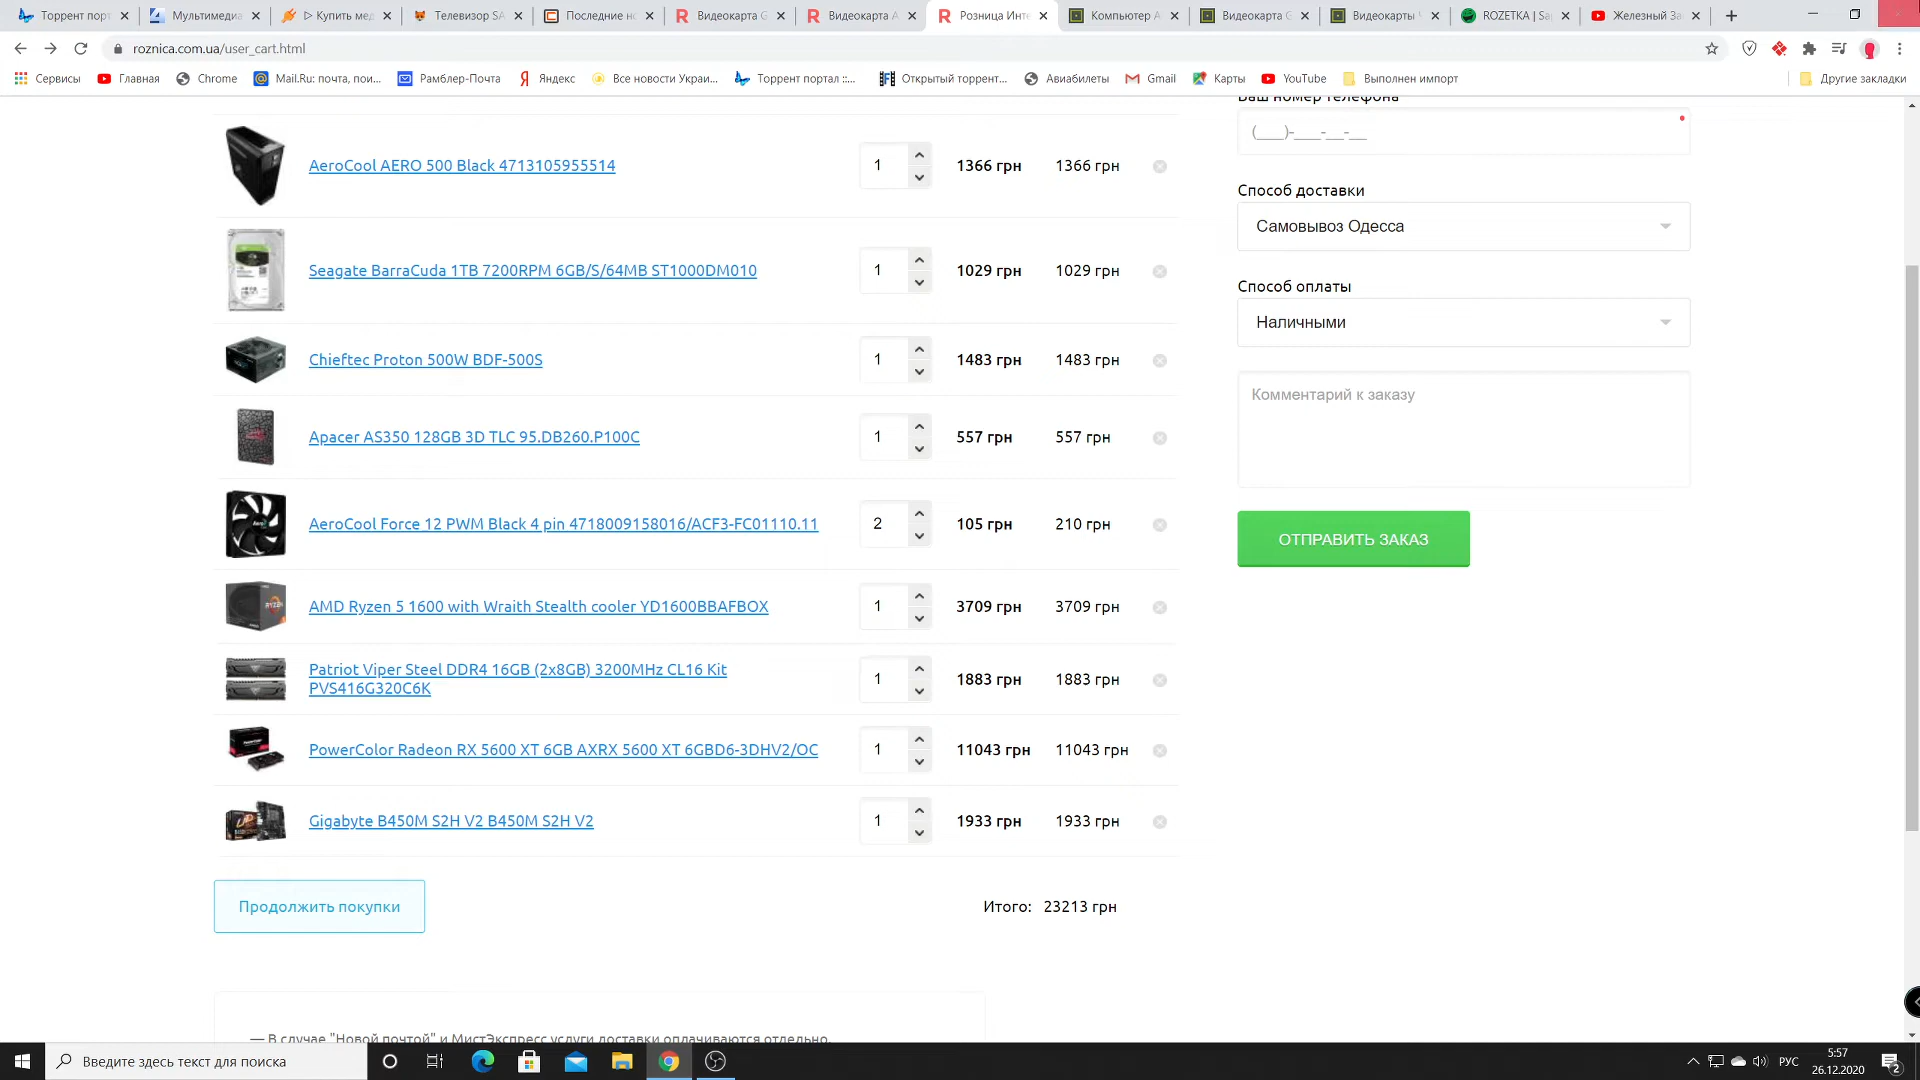 Торрент пор
Мультимедиа
▷ Купить мед
Телевизор SA
Последние но
Видеокарта G
Видеокарта A
Розница Инте
Компьютер A
Видеокарта G
Видеокарты
ROZETKA | Sa
Железный За
roznica.com.ua/user_cart.html
Сервисы
Главная
Chrome
Mail.Ru: почта, пои...
Рамблер-Почта
Яндекс
Все новости Украи...
Торрент портал ::...
Открытый торрент...
Авиабилеты
Gmail
Карты
YouTube
Выполнен импорт
Другие закладки
AeroCool AERO 500 Black 4713105955514
1
1366 грн
1366 грн
Seagate BarraCuda 1TB 7200RPM 6GB/S/64MB ST1000DM010
1
1029 грн
1029 грн
Chieftec Proton 500W BDF-500S
1
1483 грн
1483 грн
Apacer AS350 128GB 3D TLC 95.DB260.P100C
1
557 грн
557 грн
AeroCool Force 12 PWM Black 4 pin 4718009158016/ACF3-FC01110.11
2
105 грн
210 грн
AMD Ryzen 5 1600 with Wraith Stealth cooler YD1600BBAFBOX
1
3709 грн
3709 грн
Patriot Viper Steel DDR4 16GB (2x8GB) 3200MHz CL16 Kit
PVS416G320C6K
1
1883 грн
1883 грн
PowerColor Radeon RX 5600 XT 6GB AXRX 5600 XT 6GBD6-3DHV2/OC
1
11043 грн
11043 грн
Gigabyte B450M S2H V2 B450M S2H V2
1
1933 грн
1933 грн
Продолжить покупки
Итого: 23213 грн
— В случае "Новой почтой" и МистЭкспресс услуги доставки оплачиваются отдельно.
Ваш номер телефона
(___)-___-__-__
Способ доставки
Самовывоз Одесса
Способ оплаты
Наличными
Комментарий к заказу
ОТПРАВИТЬ ЗАКАЗ
Введите здесь текст для поиска
РУС
5:57
26.12.2020
2